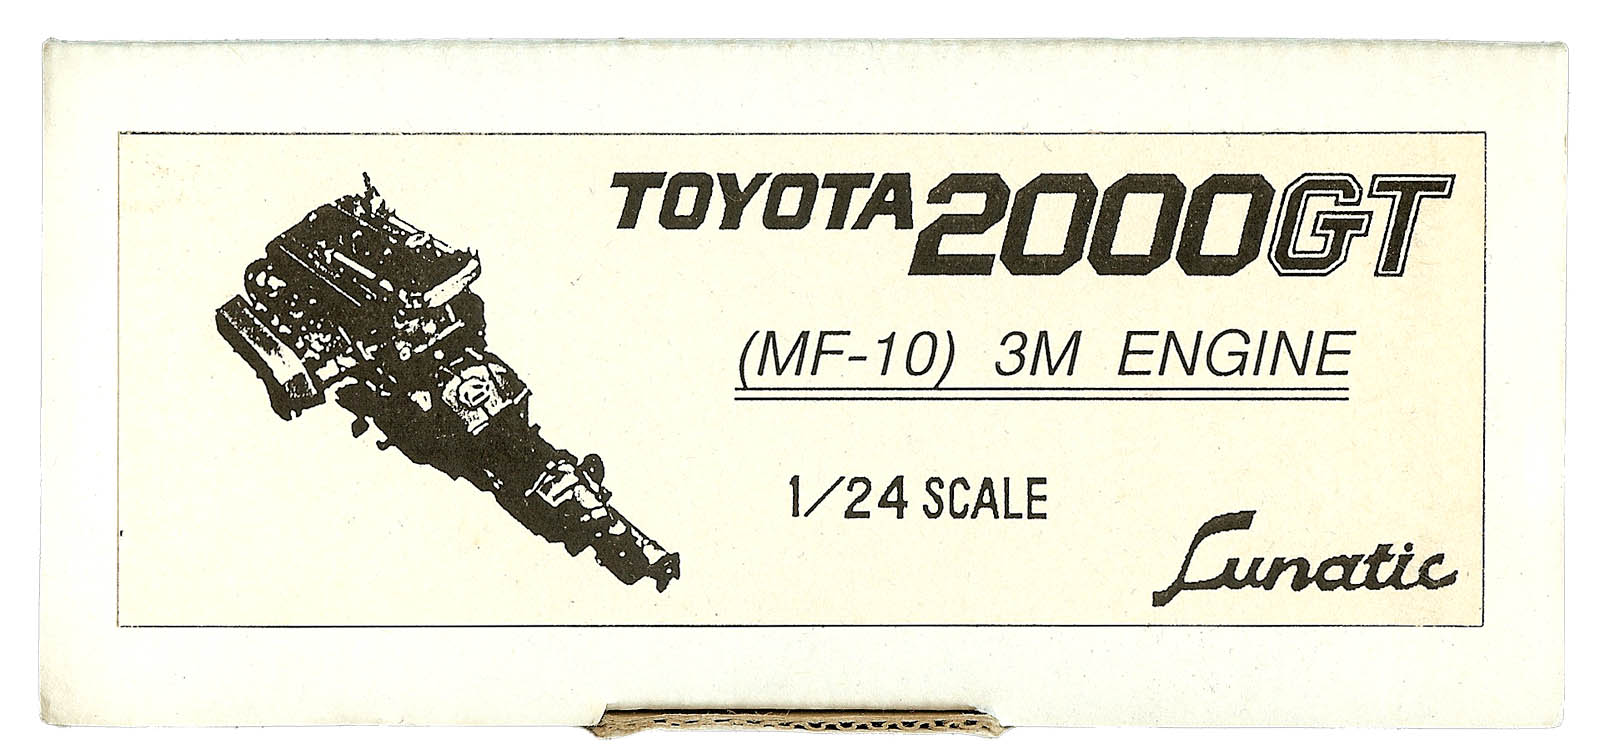 TOYOTA 2000GT
(MF-10) 3M ENGINE
1/24 SCALE
Lunatic